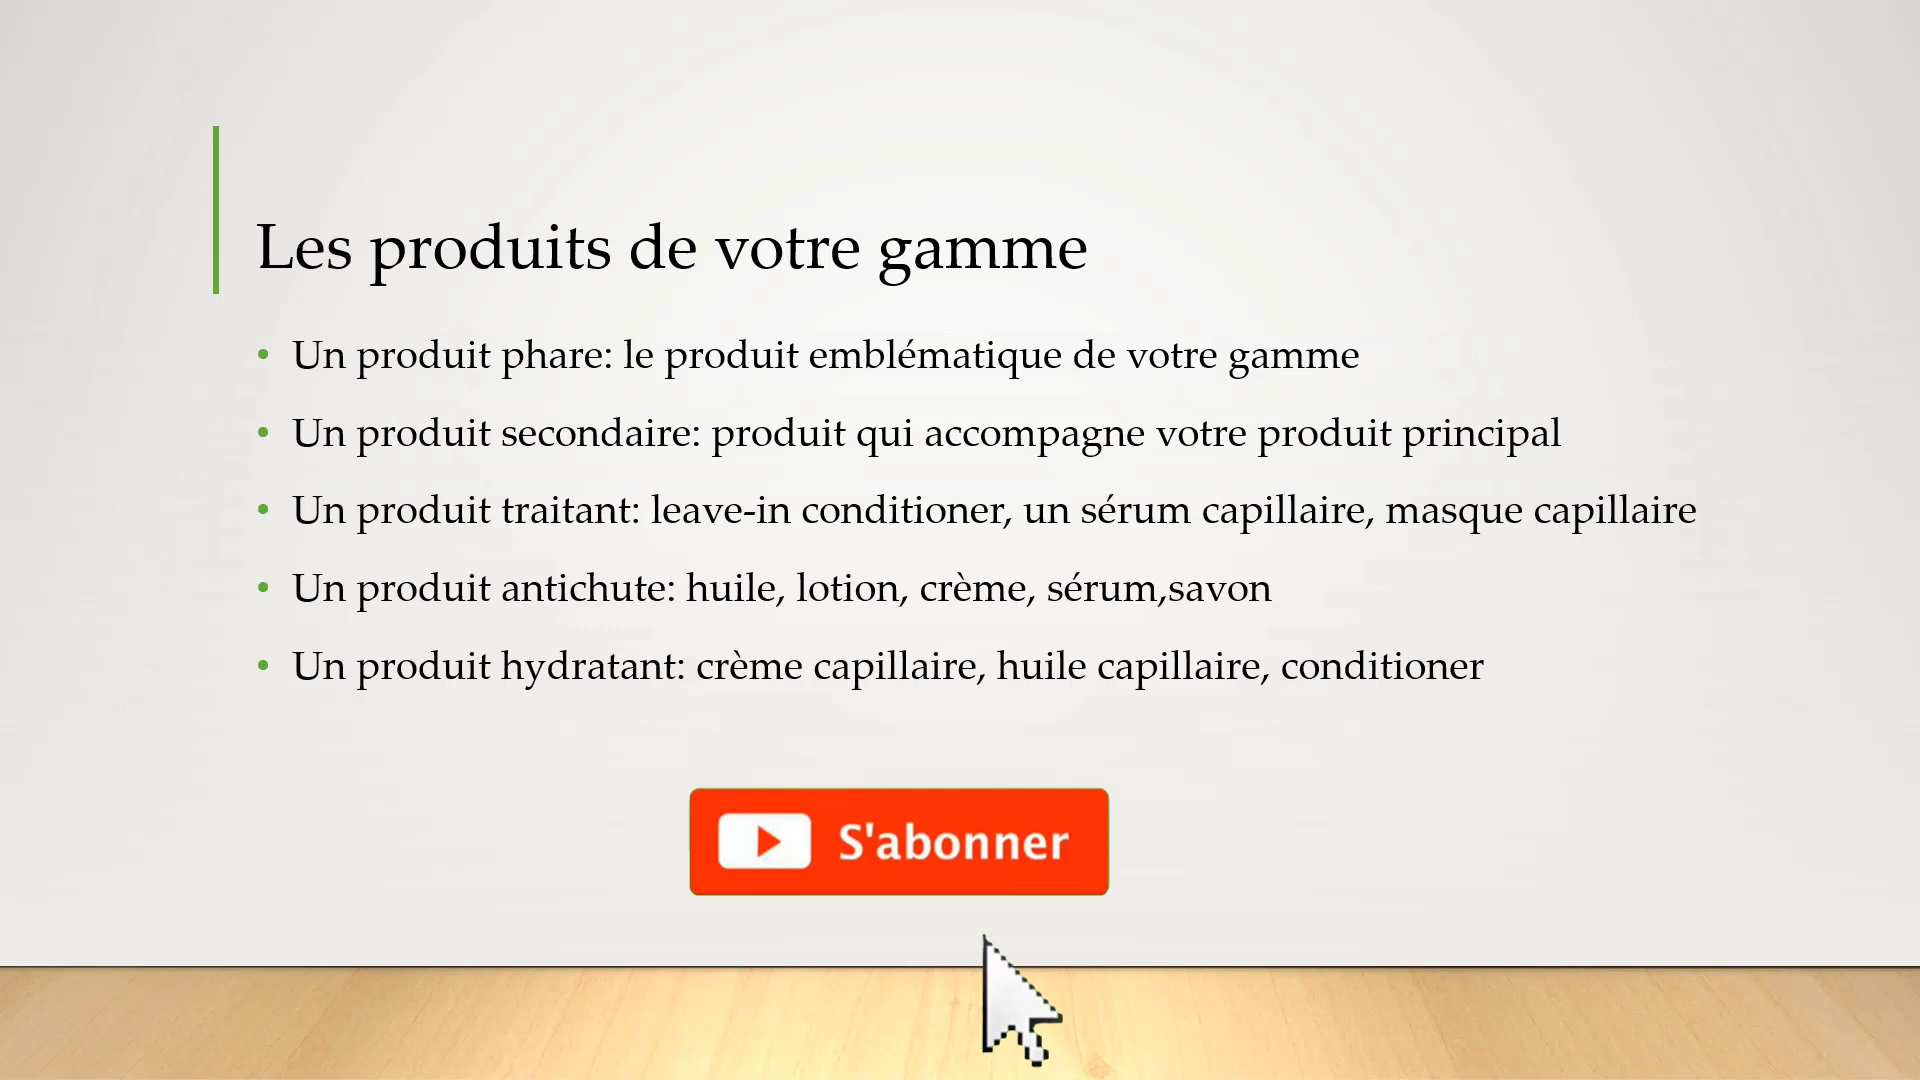 Les produits de votre gamme
• Un produit phare: le produit emblématique de votre gamme
• Un produit secondaire: produit qui accompagne votre produit principal
• Un produit traitant: leave-in conditioner, un sérum capillaire, masque capillaire
• Un produit antichute: huile, lotion, crème, sérum,savon
• Un produit hydratant: crème capillaire, huile capillaire, conditioner
S'abonner